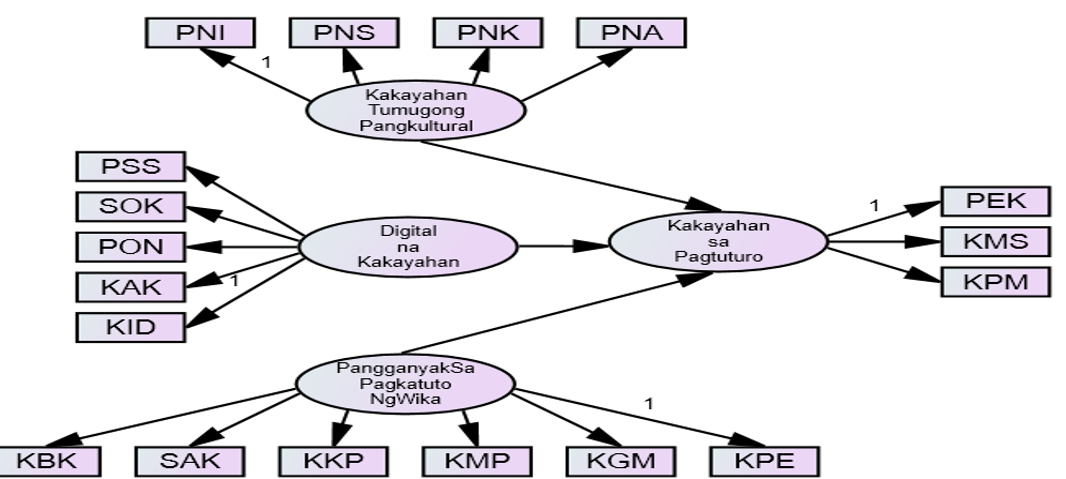 PNI
PNS
PNK
PNA
1
Kakayahan
Tumugong
Pangkultural
PSS
SOK
PON
KAK
KID
1
Digital
na
Kakayahan
Kakayahan
sa
Pagtuturo
1
PEK
KMS
KPM
PangganyakSa
Pagkatuto
NgWika
1
KBK
SAK
KKP
KMP
KGM
KPE